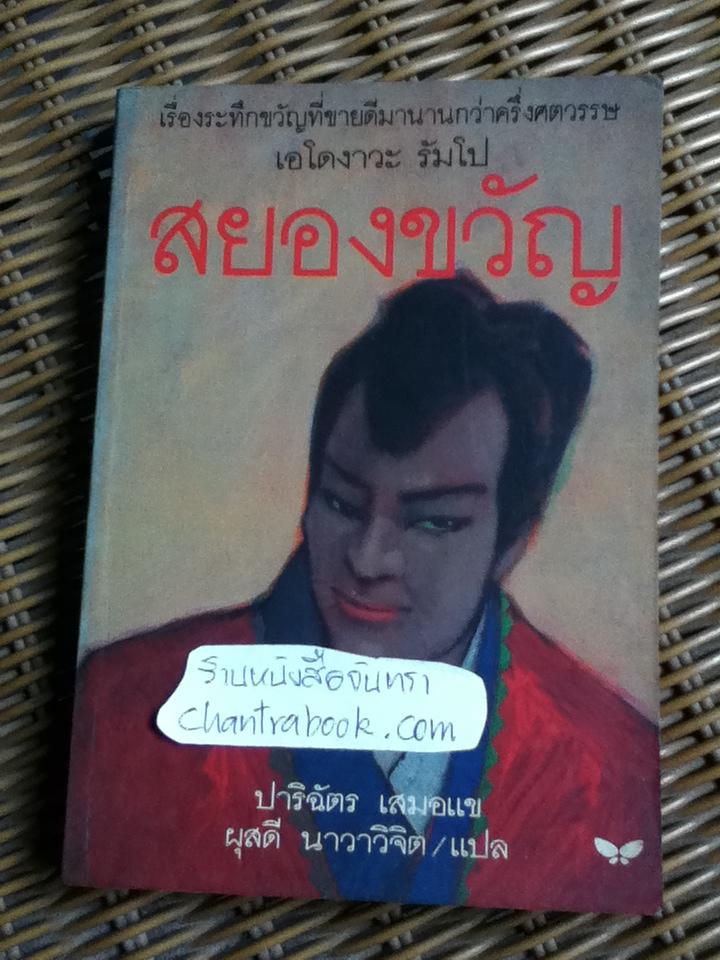 เรื่องระทึกขวัญที่ขายดีมานานกว่าครึ่งศตวรรษ
เอโดงาวะ รัมโป
สยองขวัญ
ร้านหนังสือจันทรา
chantrabook.com
ปาริฉัตร เสมอแข
ผุสดี นาวาวิจิต/แปล